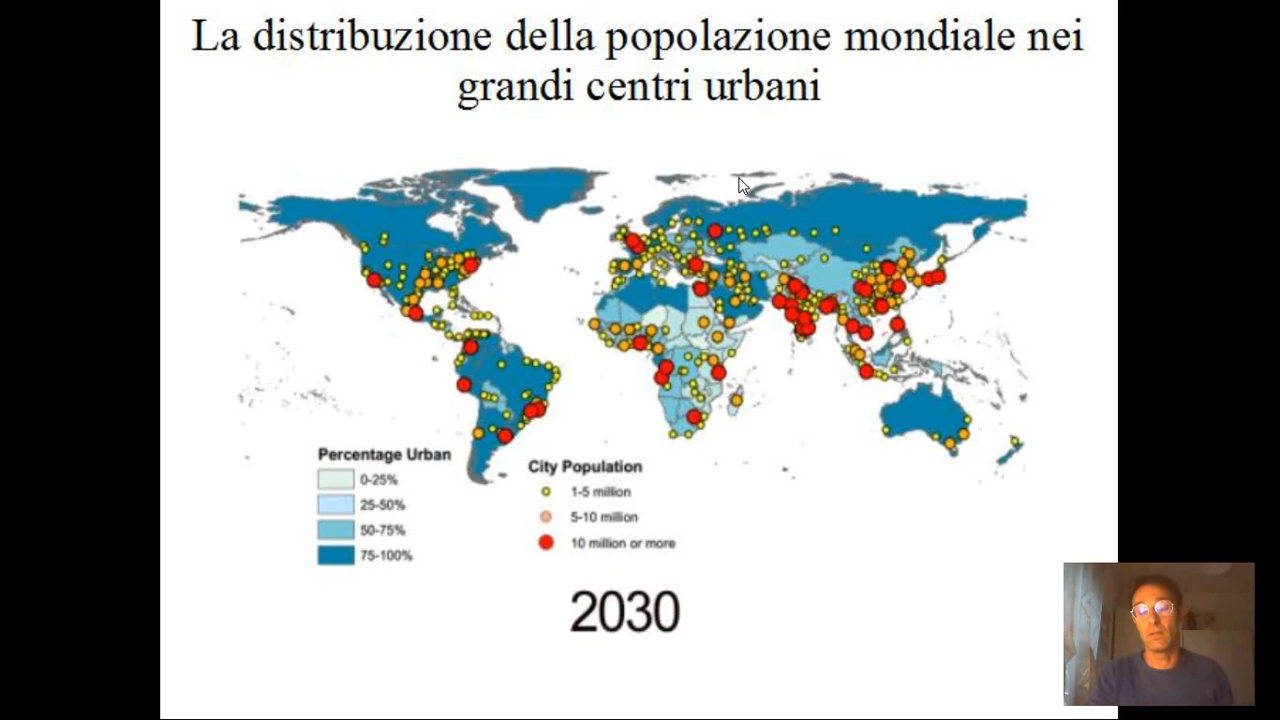 La distribuzione della popolazione mondiale nei
grandi centri urbani
Percentage Urban
0-25%
25-50%
50-75%
75-100%
City Population
1-5 million
5-10 million
10 million or more
2030